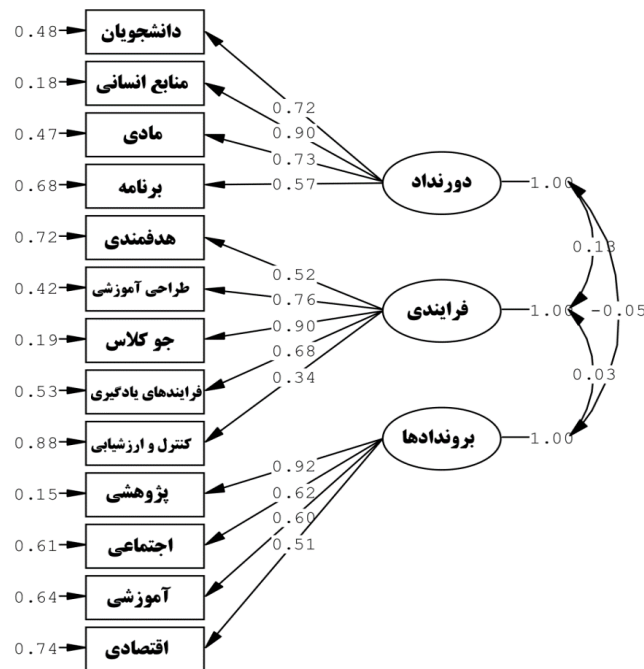 0.48 دانشجویان
0.18 منابع انسانی
0.47 مادی
0.68 برنامه
0.72 هدفمندی
0.42 طراحی آموزشی
0.19 جو کلاس
0.53 فرایندهای یادگیری
0.88 کنترل و ارزشیابی
0.15 پژوهشی
0.61 اجتماعی
0.64 آموزشی
0.74 اقتصادی
0.72
0.90
0.73
0.57
0.52
0.76
0.90
0.68
0.34
0.92
0.62
0.60
0.51
دورنداد 1.00
فرایندی 1.00
بروندادها 1.00
0.13
-0.05
0.03